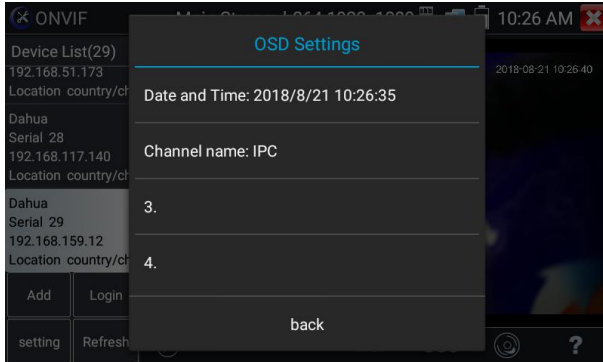 ONVIF
10:26 AM
Device List(29)
192.168.51.173
Location country/ch
Dahua
Serial 28
192.168.117.140
Location country/ch
Dahua
Serial 29
192.168.159.12
Location country/ch
Add
Login
setting
Refresh
OSD Settings
Date and Time: 2018/8/21 10:26:35
Channel name: IPC
3.
4.
back
2018-08-21 10:26:40
?